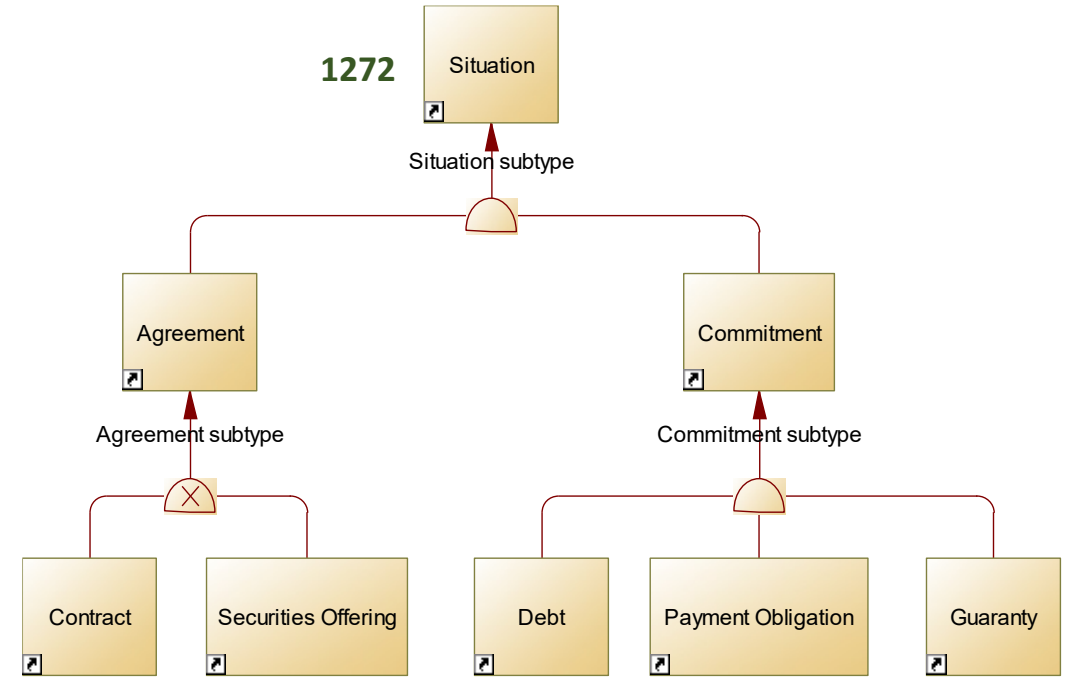 1272
Situation
Situation subtype
Agreement
Commitment
Agreement subtype
Commitment subtype
Contract
Securities Offering
Debt
Payment Obligation
Guaranty